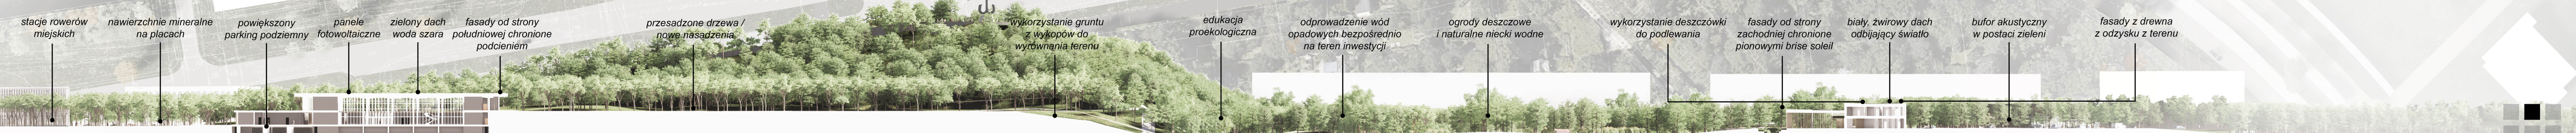 stacje rowerów
miejskich
nawierzchnie mineralne
na placach
powiększony
parking podziemny
panele
fotowoltaiczne
zielony dach
woda szara
fasady od strony
południowej chronione
podcieniem
przesadzone drzewa /
nowe nasadzenia
wykorzystanie gruntu
z wykopów do
wyrównania terenu
edukacja
proekologiczna
odprowadzenie wód
opadowych bezpośrednio
na teren inwestycji
ogrody deszczowe
i naturalne niecki wodne
wykorzystanie deszczówki
do podlewania
fasady od strony
zachodniej chronione
pionowymi brise soleil
biały, żwirowy dach
odbijający światło
bufor akustyczny
w postaci zieleni
fasady z drewna
z odzysku z terenu